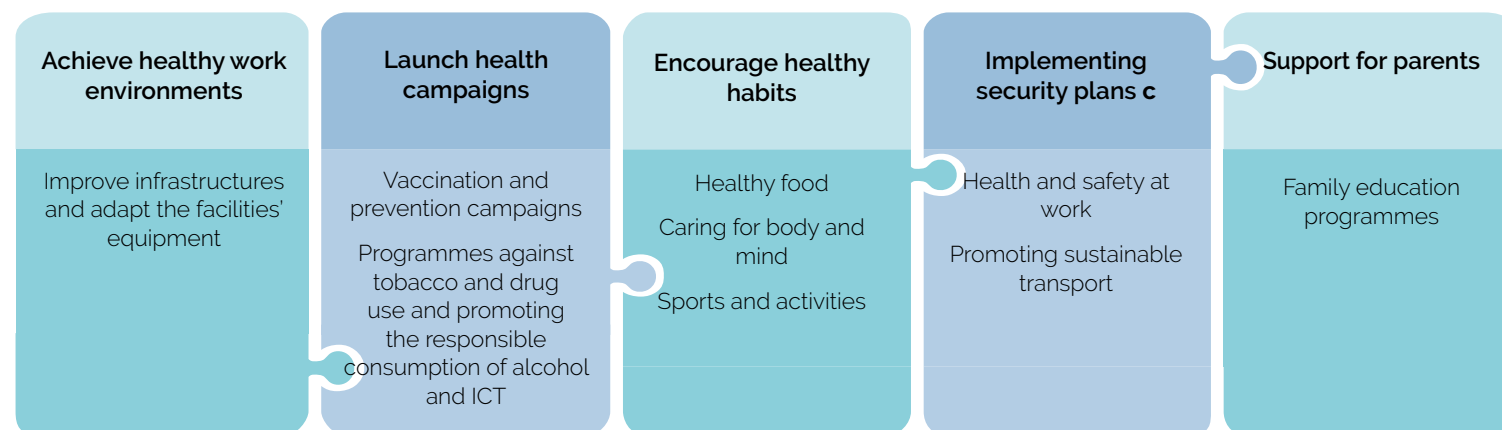 Achieve healthy work
environments
Improve infrastructures
and adapt the facilities’
equipment
Launch health
campaigns
Vaccination and
prevention campaigns
Programmes against
tobacco and drug
use and promoting
the responsible
consumption of alcohol
and ICT
Encourage healthy
habits
Healthy food
Caring for body and
mind
Sports and activities
Implementing
security plans c
Health and safety at
work
Promoting sustainable
transport
Support for parents
Family education
programmes